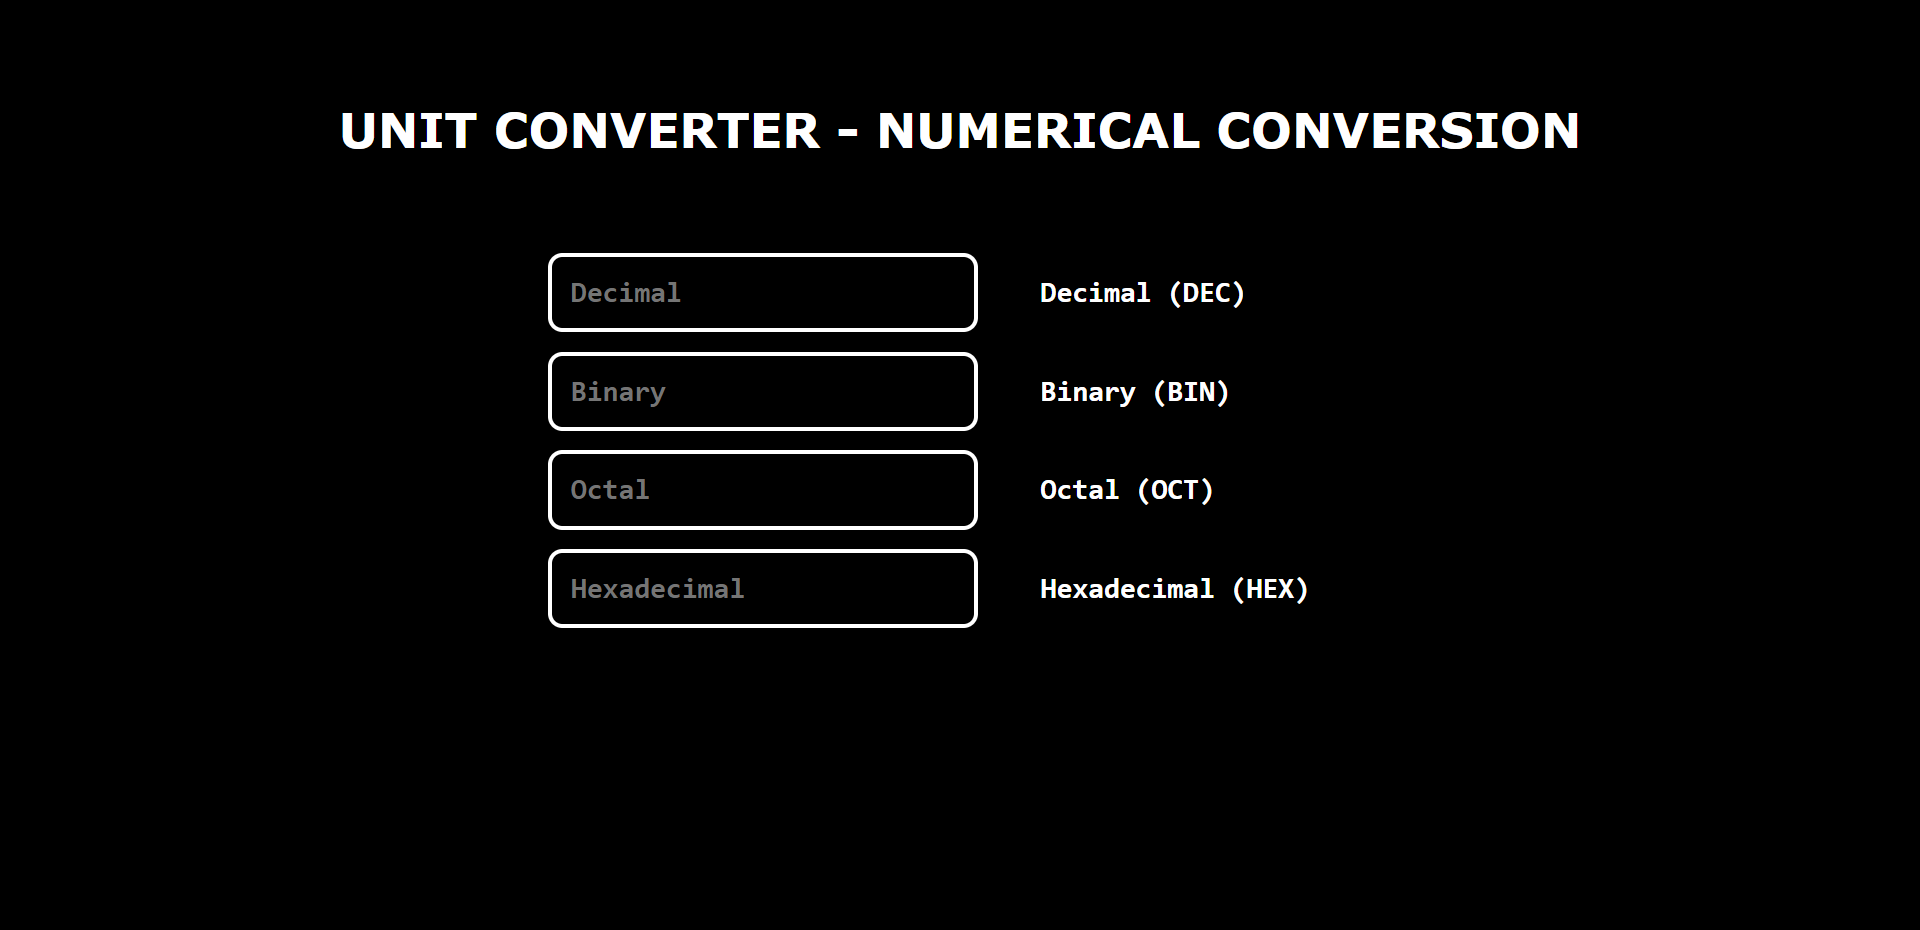 UNIT CONVERTER - NUMERICAL CONVERSION
Decimal Decimal (DEC)
Binary Binary (BIN)
Octal Octal (OCT)
Hexadecimal Hexadecimal (HEX)